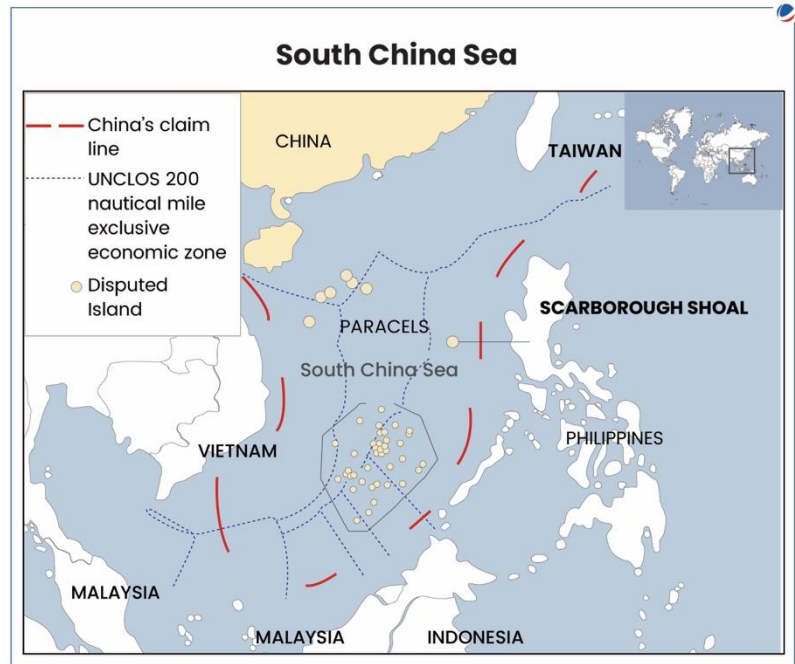 South China Sea
China's claim
line
UNCLOS 200
nautical mile
exclusive
economic zone
Disputed
Island
CHINA
TAIWAN
SCARBOROUGH SHOAL
PARACELS
South China Sea
VIETNAM
PHILIPPINES
MALAYSIA
MALAYSIA
INDONESIA